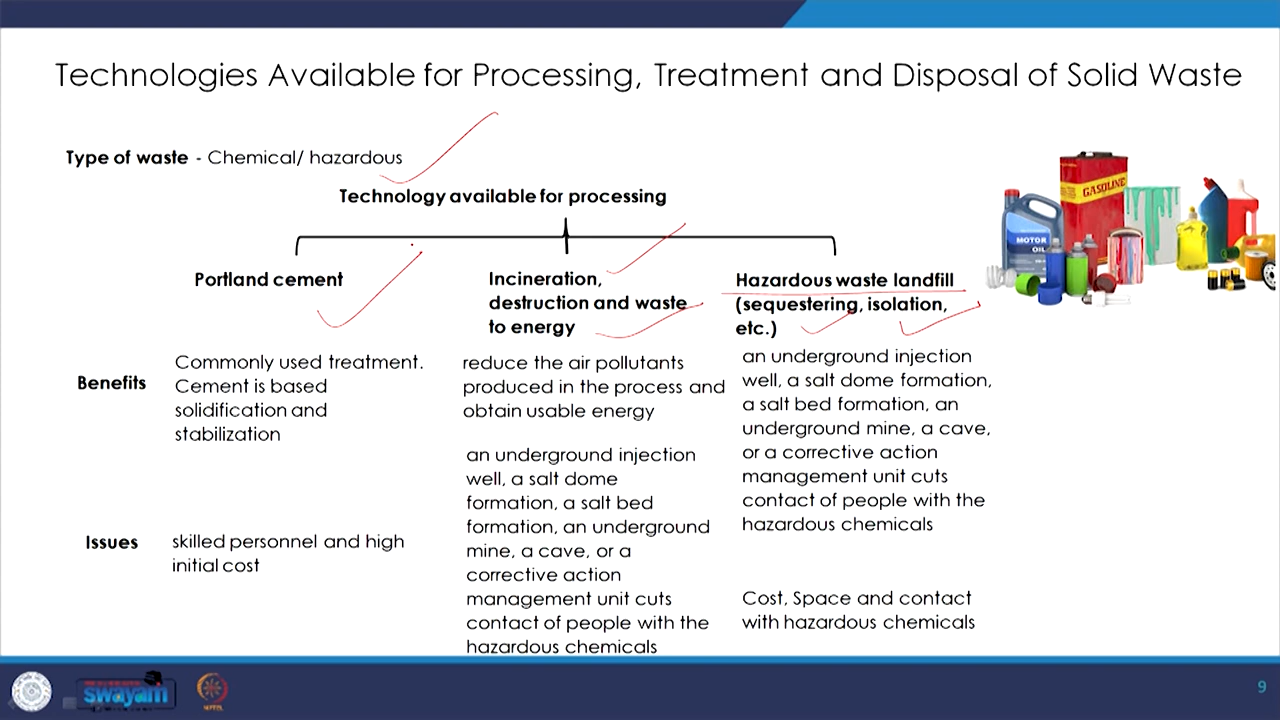 Technologies Available for Processing, Treatment and Disposal of Solid Waste
Type of waste - Chemical/ hazardous
Technology available for processing
Portland cement
Incineration,
destruction and waste
to energy
Hazardous waste landfill
(sequestering, isolation,
etc.)
Benefits
Commonly used treatment.
Cement is based
solidification and
stabilization
reduce the air pollutants
produced in the process and
obtain usable energy
an underground injection
well, a salt dome formation,
a salt bed formation, an
underground mine, a cave,
or a corrective action
management unit cuts
contact of people with the
hazardous chemicals
Issues
skilled personnel and high
initial cost
an underground injection
well, a salt dome
formation, a salt bed
formation, an underground
mine, a cave, or a
corrective action
management unit cuts
contact of people with the
hazardous chemicals
Cost, Space and contact
with hazardous chemicals
GASOLINE
MOTOR
OIL
swayam
9